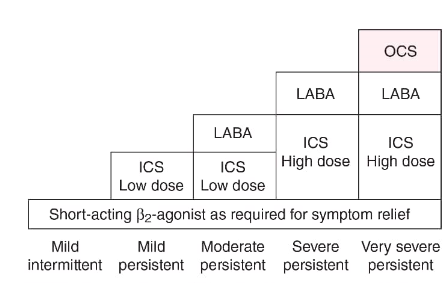 OCS
LABA
LABA
LABA
ICS
High dose
ICS
High dose
ICS
Low dose
ICS
Low dose
Short-acting β2-agonist as required for symptom relief
Mild
intermittent
Mild
persistent
Moderate
persistent
Severe
persistent
Very severe
persistent